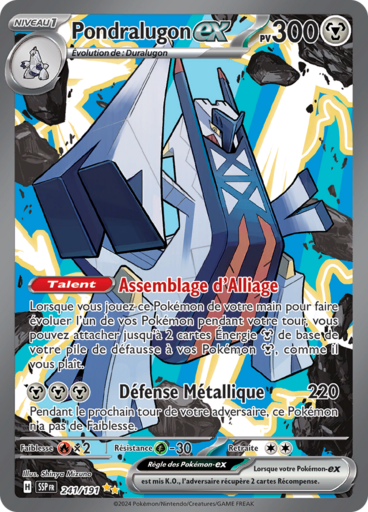 NIVEAU 1
Pondralugon ex PV 300
Évolution de : Duralugon
Talent Assemblage d'Alliage
Lorsque vous jouez ce Pokémon de votre main pour faire
évoluer l'un de vos Pokémon pendant votre tour, vous
pouvez attacher jusqu'à 2 cartes Énergie de base de
votre pile de défausse à vos Pokémon , comme il
vous plaît.
Défense Métallique 220
Pendant le prochain tour de votre adversaire, ce Pokémon
n'a pas de Faiblesse.
Faiblesse ×2 Résistance -30 Retraite
Illus. Shinya Mizuno
Règle des Pokémon-ex Lorsque votre Pokémon-ex
est mis K.O., l'adversaire récupère 2 cartes Récompense.
H SSP FR 241/191
©2024 Pokémon/Nintendo/Creatures/GAME FREAK